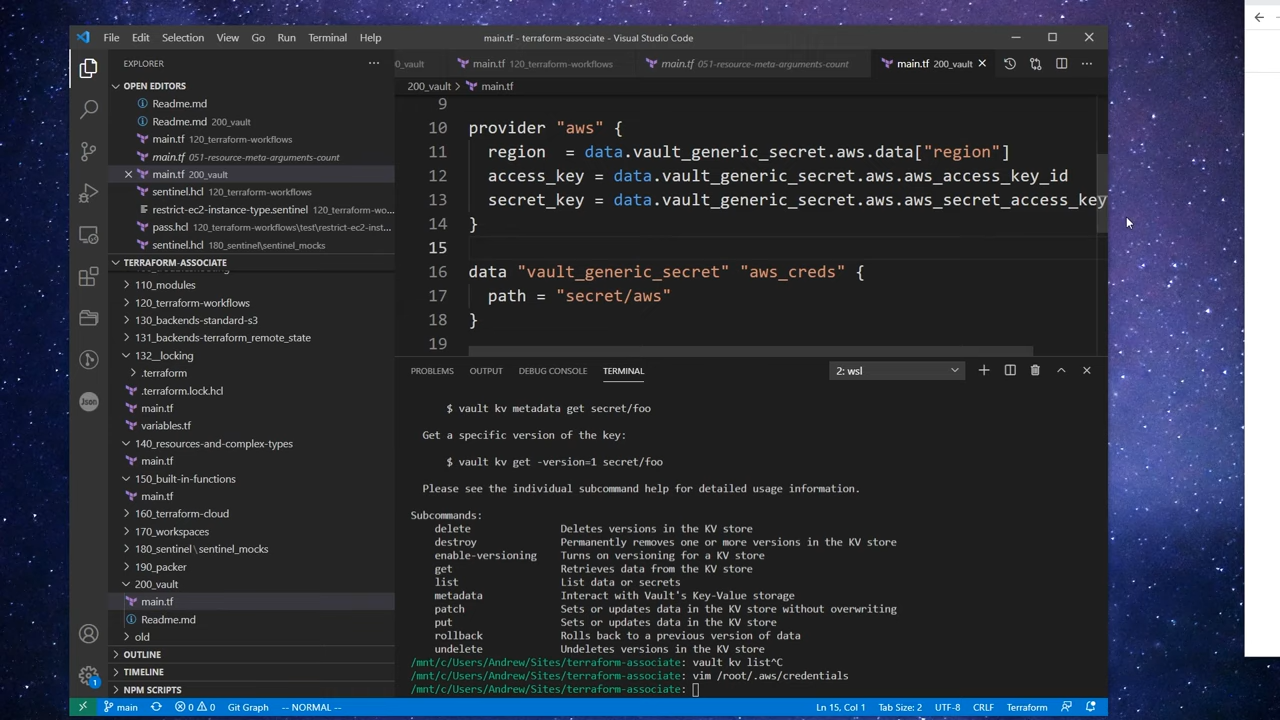 File Edit Selection View Go Run Terminal Help
main.tf - terraform-associate - Visual Studio Code
EXPLORER
OPEN EDITORS
Readme.md
Readme.md 200_vault
main.tf 120_terraform-workflows
main.tf 051-resource-meta-arguments-count
main.tf 200_vault
sentinel.hcl 120_terraform-workflows
restrict-ec2-instance-type.sentinel 120_terraform-wo...
pass.hcl 120_terraform-workflows\test\restrict-ec2-inst...
sentinel.hcl 180_sentinel\sentinel_mocks
TERRAFORM-ASSOCIATE
110_modules
120_terraform-workflows
130_backends-standard-s3
131_backends-terraform_remote_state
132__locking
.terraform
.terraform.lock.hcl
main.tf
variables.tf
140_resources-and-complex-types
main.tf
150_built-in-functions
main.tf
160_terraform-cloud
170_workspaces
180_sentinel\sentinel_mocks
190_packer
200_vault
main.tf
Readme.md
old
OUTLINE
TIMELINE
NPM SCRIPTS
Json
1
0_vault main.tf 120_terraform-workflows main.tf 051-resource-meta-arguments-count main.tf 200_vault
200_vault > main.tf
9
10 provider "aws" {
11 region = data.vault_generic_secret.aws.data["region"]
12 access_key = data.vault_generic_secret.aws.aws_access_key_id
13 secret_key = data.vault_generic_secret.aws.aws_secret_access_key
14 }
15
16 data "vault_generic_secret" "aws_creds" {
17 path = "secret/aws"
18 }
19
PROBLEMS OUTPUT DEBUG CONSOLE TERMINAL 2: wsl
$ vault kv metadata get secret/foo
Get a specific version of the key:
$ vault kv get -version=1 secret/foo
Please see the individual subcommand help for detailed usage information.
Subcommands:
delete Deletes versions in the KV store
destroy Permanently removes one or more versions in the KV store
enable-versioning Turns on versioning for a KV store
get Retrieves data from the KV store
list List data or secrets
metadata Interact with Vault's Key-Value storage
patch Sets or updates data in the KV store without overwriting
put Sets or updates data in the KV store
rollback Rolls back to a previous version of data
undelete Undeletes versions in the KV store
/mnt/c/Users/Andrew/Sites/terraform-associate: vault kv list^C
/mnt/c/Users/Andrew/Sites/terraform-associate: vim /root/.aws/credentials
/mnt/c/Users/Andrew/Sites/terraform-associate:
main 0 0 Git Graph -- NORMAL -- Ln 15, Col 1 Tab Size: 2 UTF-8 CRLF Terraform